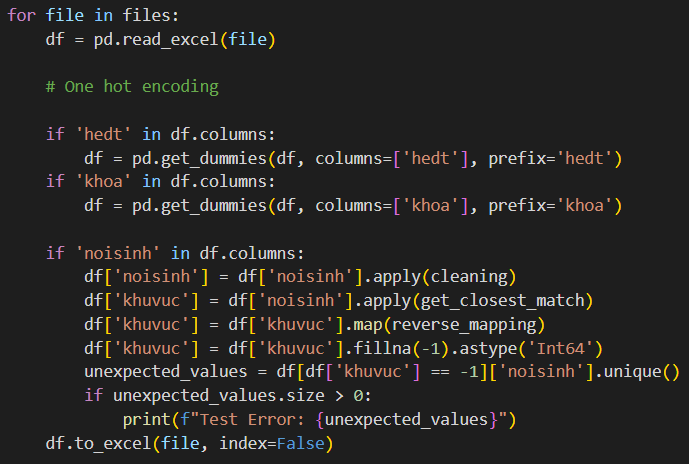 for file in files:
    df = pd.read_excel(file)

    # One hot encoding

    if 'hedt' in df.columns:
        df = pd.get_dummies(df, columns=['hedt'], prefix='hedt')
    if 'khoa' in df.columns:
        df = pd.get_dummies(df, columns=['khoa'], prefix='khoa')

    if 'noisinh' in df.columns:
        df['noisinh'] = df['noisinh'].apply(cleaning)
        df['khuvuc'] = df['noisinh'].apply(get_closest_match)
        df['khuvuc'] = df['khuvuc'].map(reverse_mapping)
        df['khuvuc'] = df['khuvuc'].fillna(-1).astype('Int64')
        unexpected_values = df[df['khuvuc'] == -1]['noisinh'].unique()
        if unexpected_values.size > 0:
            print(f"Test Error: {unexpected_values}")
    df.to_excel(file, index=False)